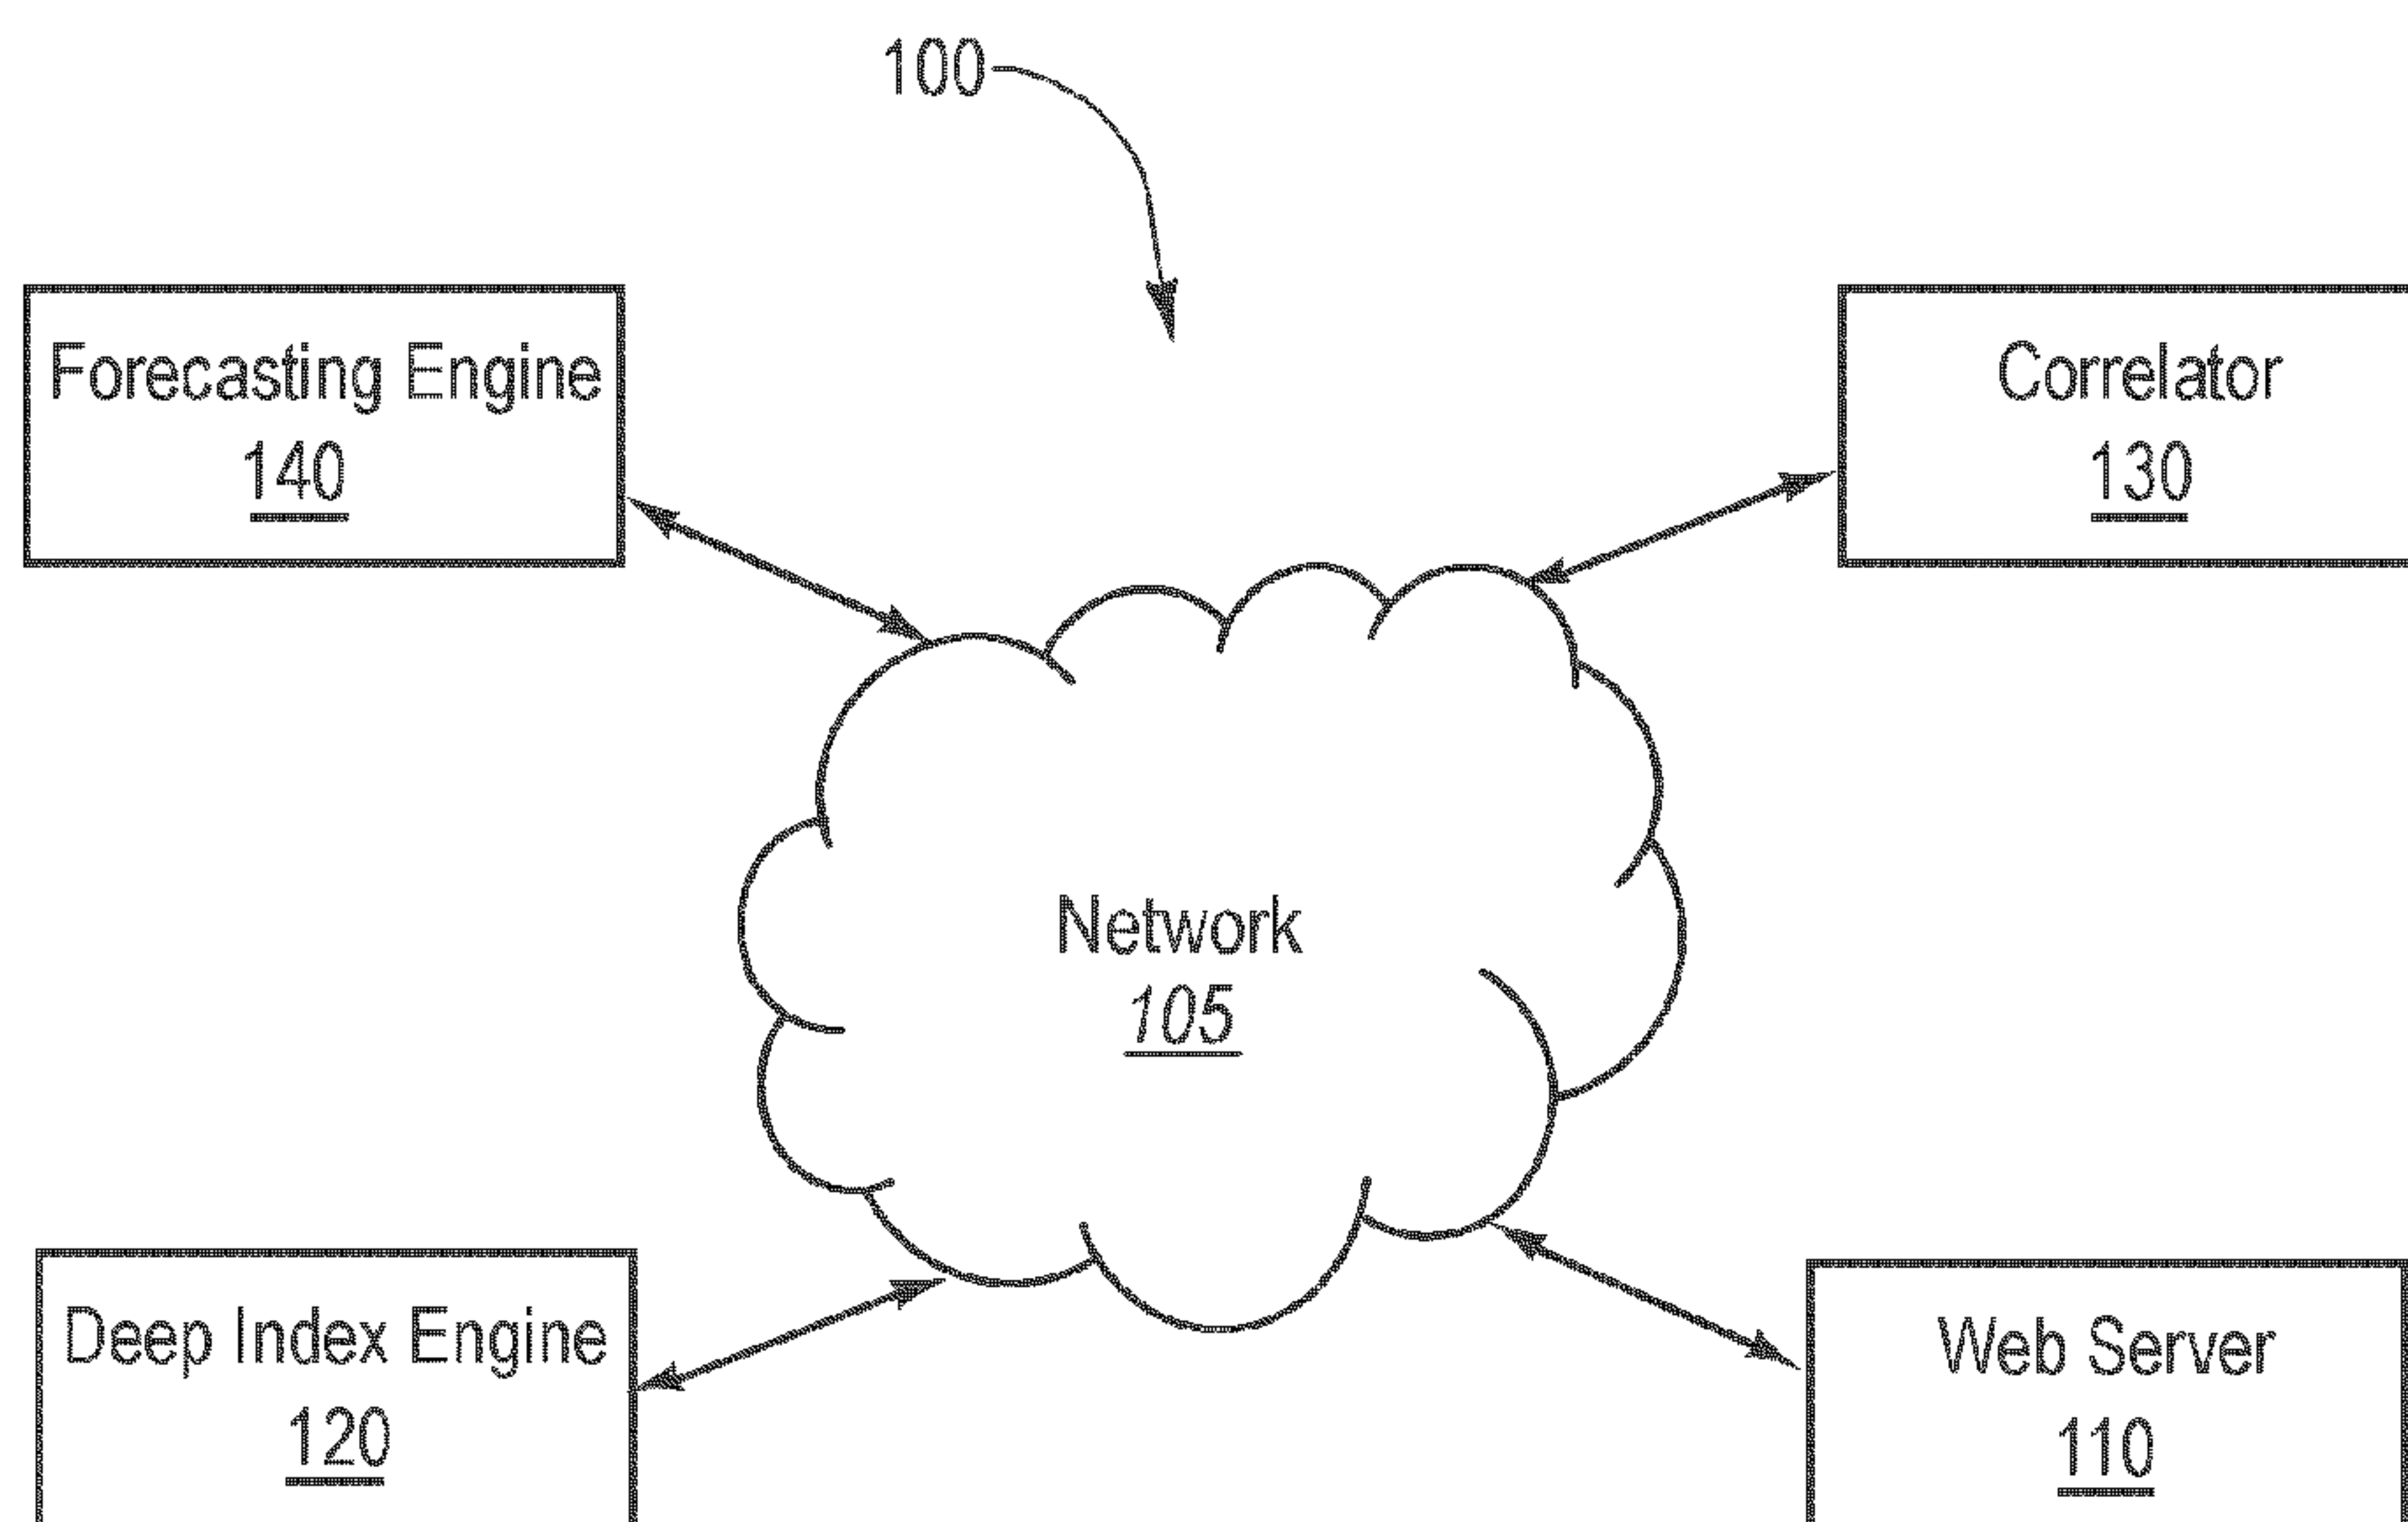 100
Forecasting Engine
140
Correlator
130
Network
105
Deep Index Engine
120
Web Server
110